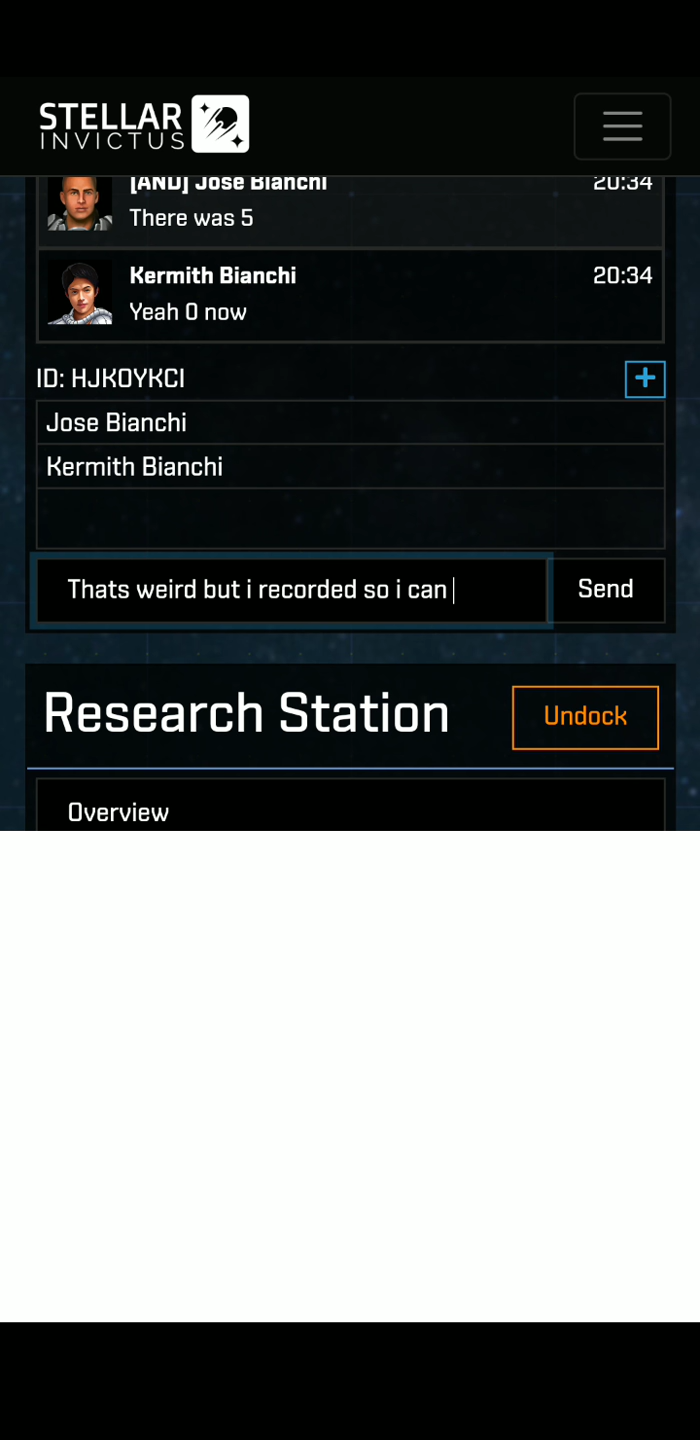 STELLAR
INVICTUS
[AND] Jose Bianchi 20:34
There was 5
Kermith Bianchi 20:34
Yeah 0 now
ID: HJKOYKCI
+
Jose Bianchi
Kermith Bianchi
Thats weird but i recorded so i can
Send
Research Station
Undock
Overview